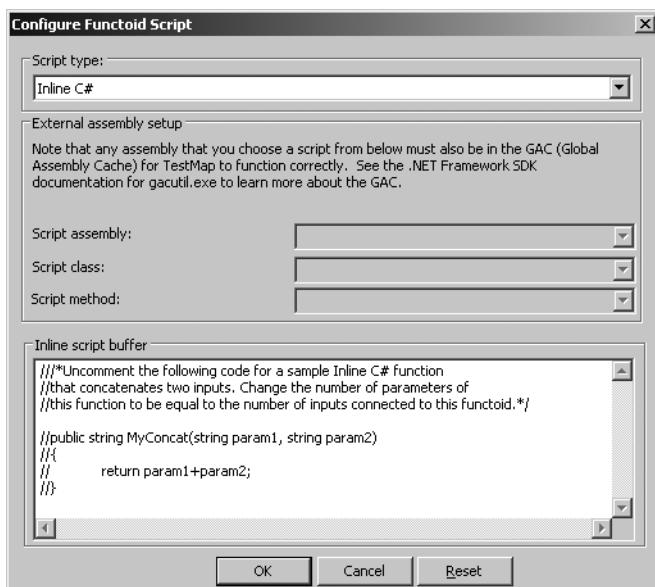 Configure Functoid Script
Script type:
Inline C#
External assembly setup
Note that any assembly that you choose a script from below must also be in the GAC (Global
Assembly Cache) for TestMap to function correctly.  See the .NET Framework SDK
documentation for gacutil.exe to learn more about the GAC.
Script assembly:
Script class:
Script method:
Inline script buffer
///*Uncomment the following code for a sample Inline C# function
//that concatenates two inputs. Change the number of parameters of
//this function to be equal to the number of inputs connected to this functoid.*/
//public string MyConcat(string param1, string param2)
//{
//	return param1+param2;
//}
OK Cancel Reset